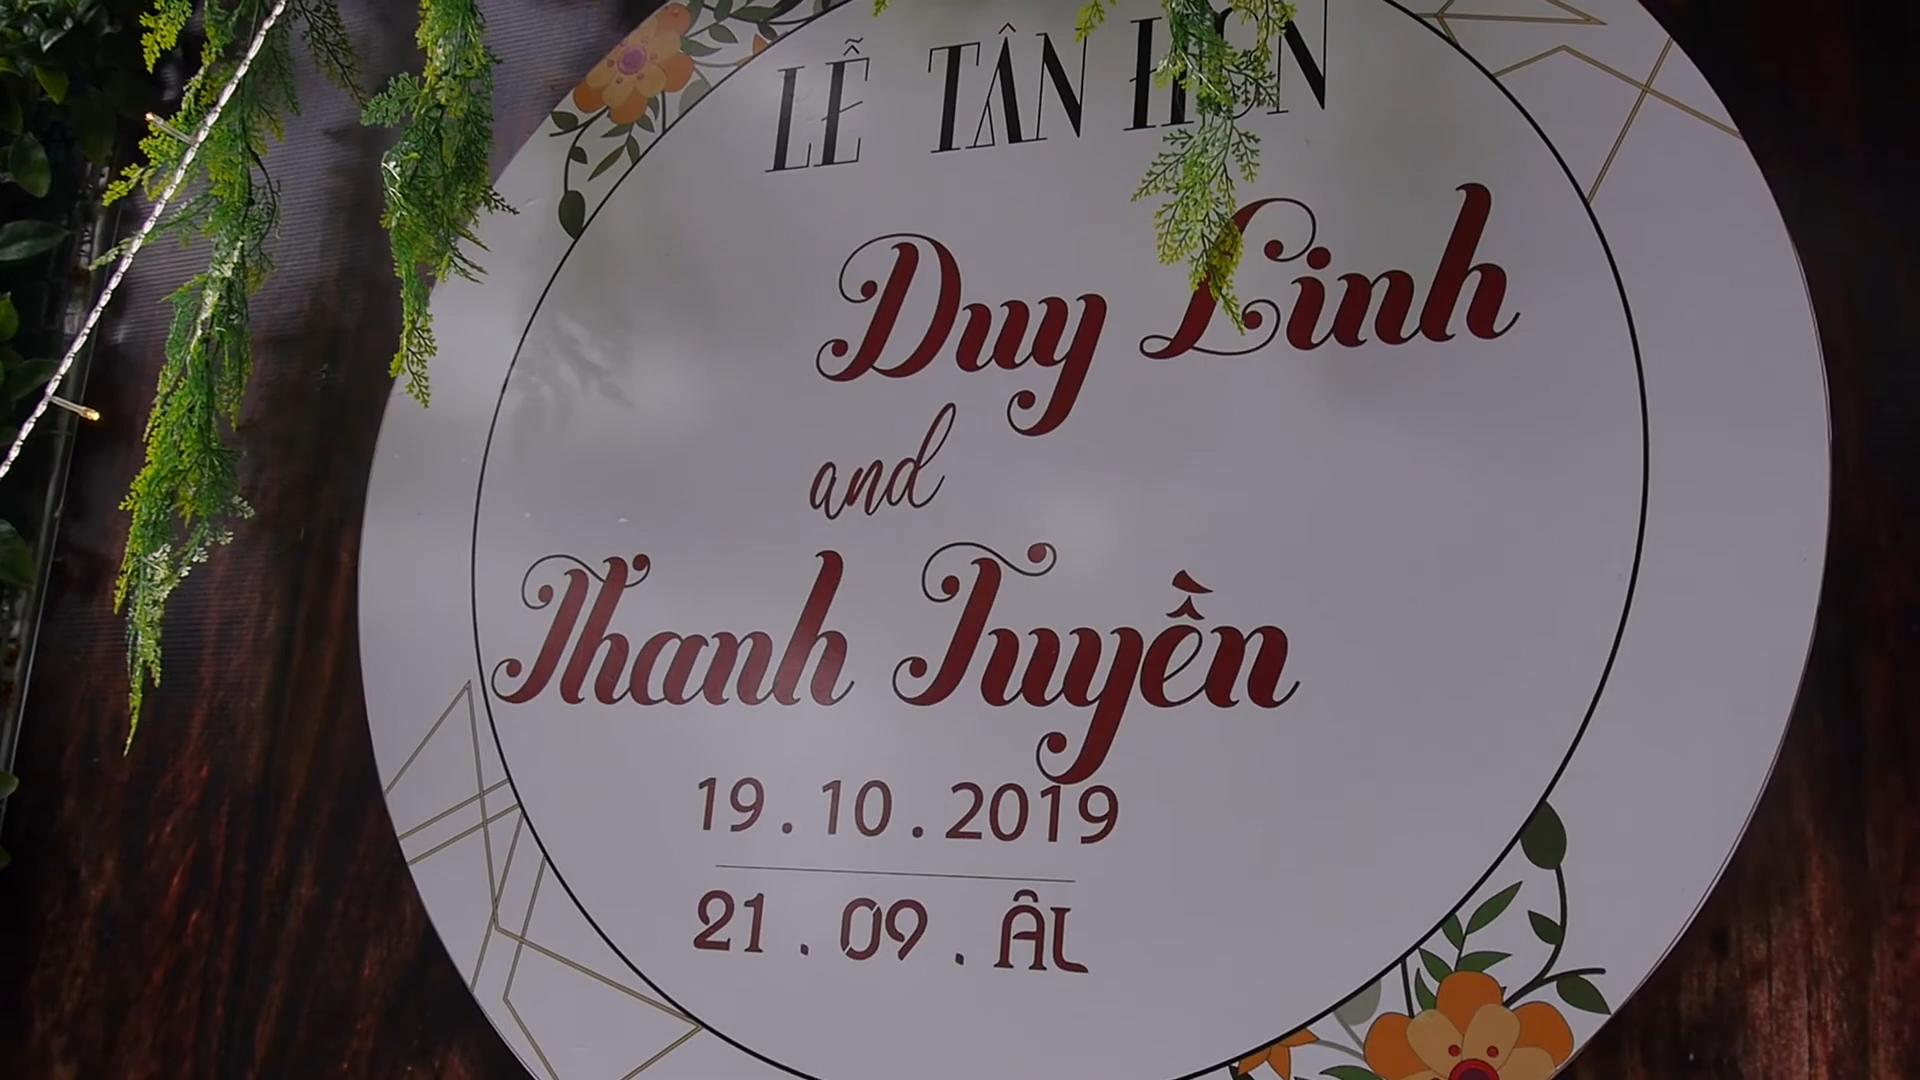 LỄ TÂN HÔN
Duy Linh
and
Thanh Tuyền
19.10.2019
21.09.ÂL